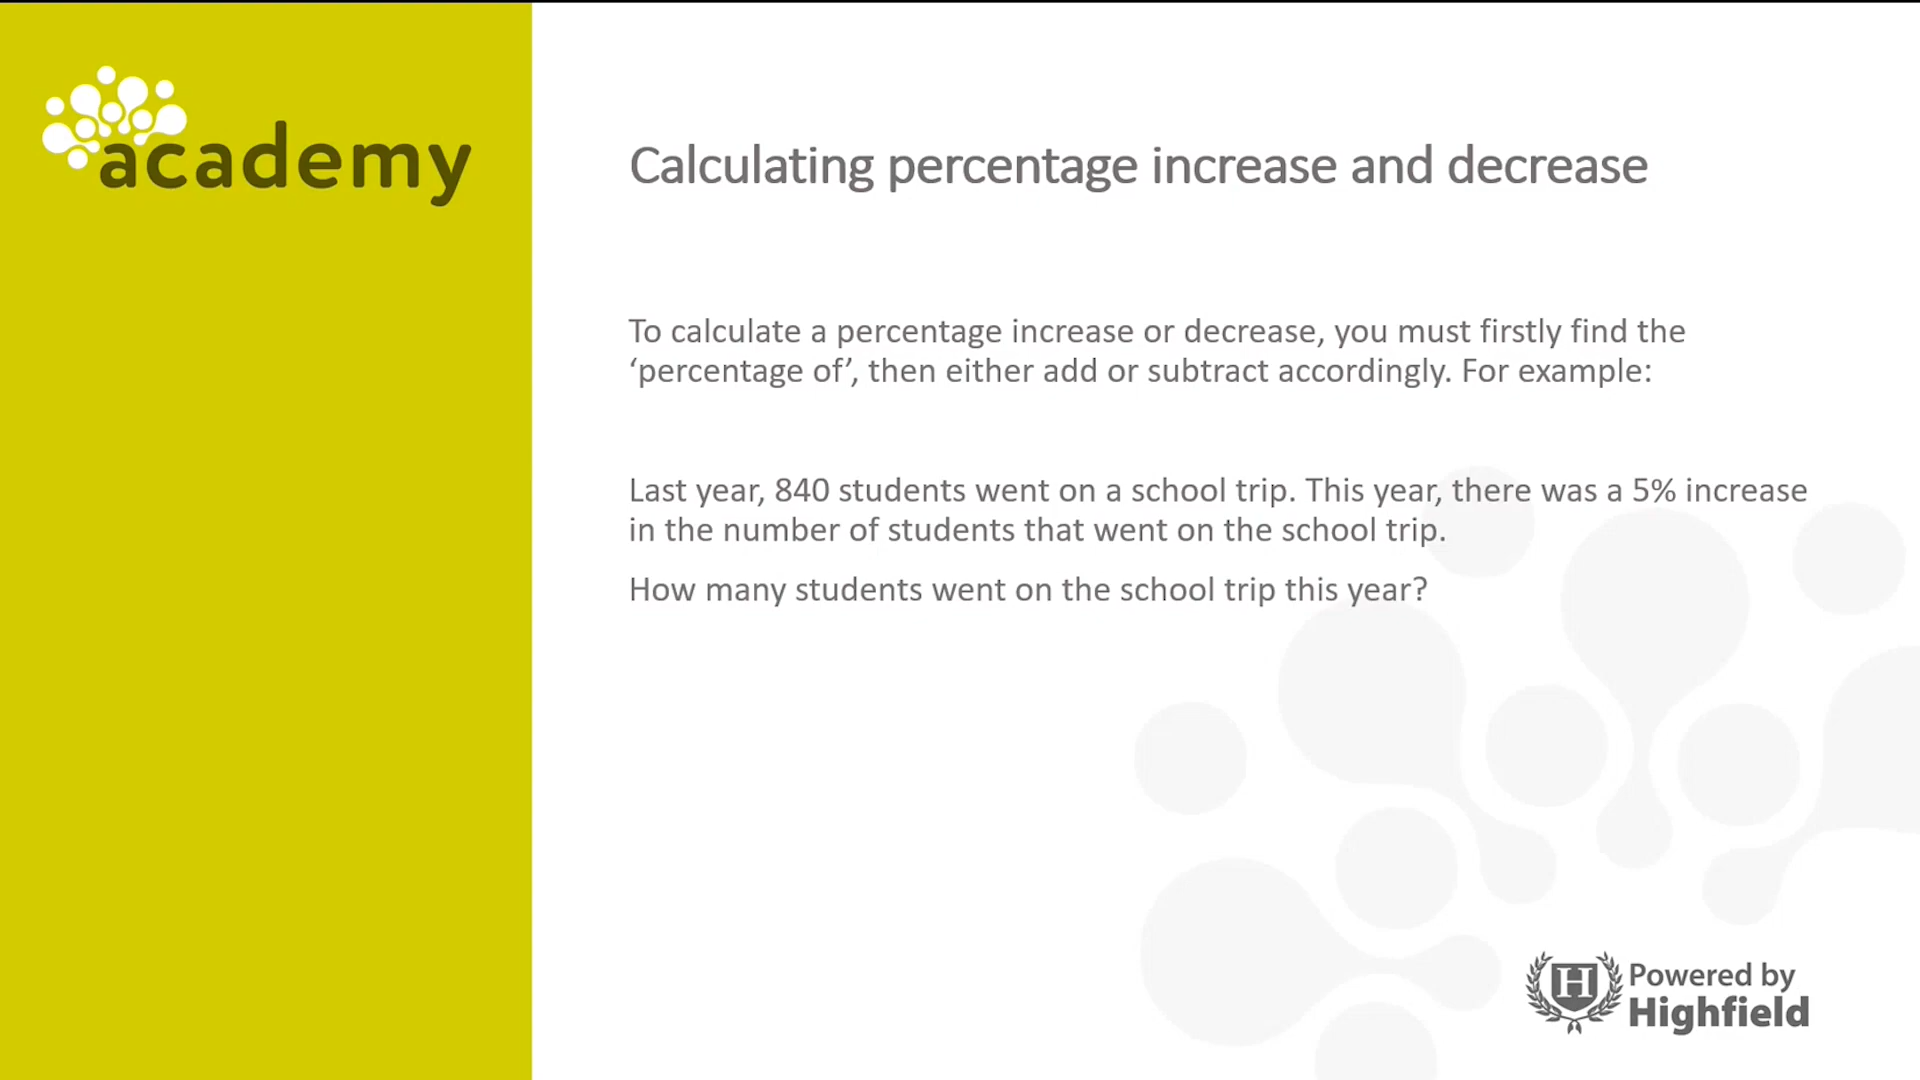 academy
Calculating percentage increase and decrease
To calculate a percentage increase or decrease, you must firstly find the
‘percentage of’, then either add or subtract accordingly. For example:
Last year, 840 students went on a school trip. This year, there was a 5% increase
in the number of students that went on the school trip.
How many students went on the school trip this year?
H
Powered by
Highfield